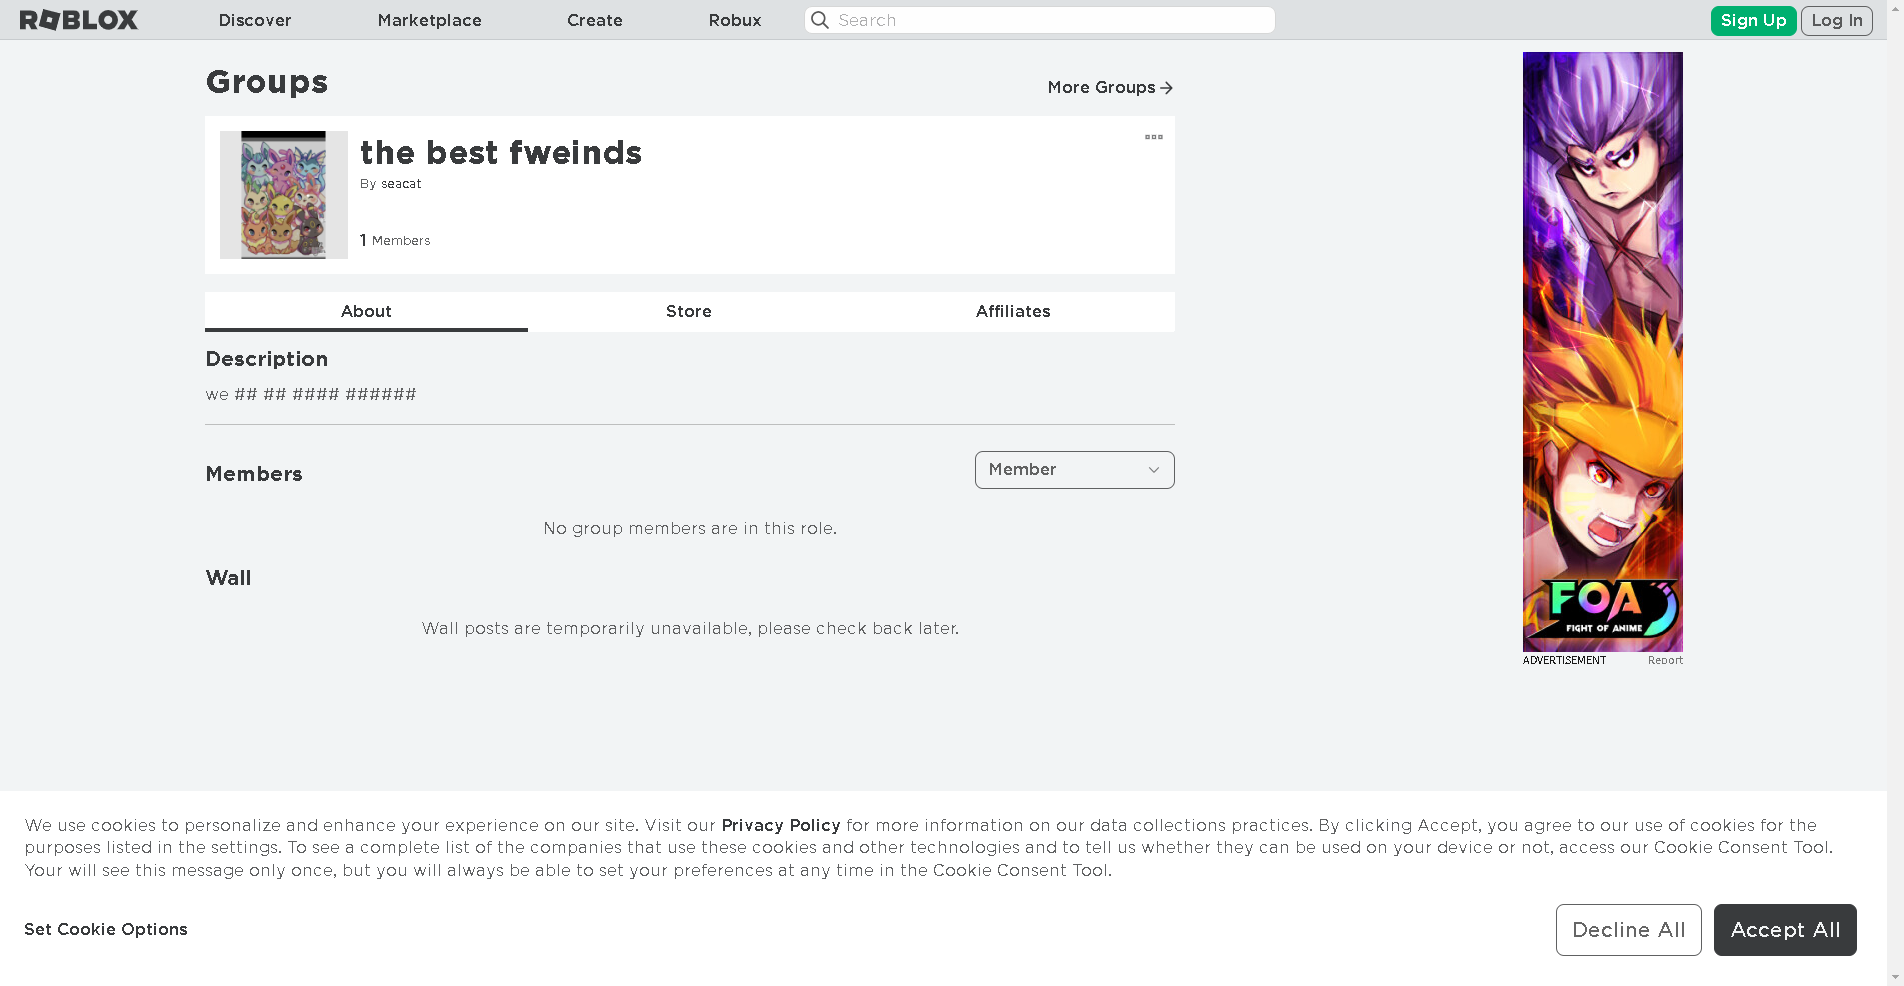 ROBLOX Discover Marketplace Create Robux Search Sign Up Log In
Groups
More Groups
the best fweinds
By seacat
1 Members
About Store Affiliates
Description
we ## ## #### ######
Members
Member
No group members are in this role.
Wall
Wall posts are temporarily unavailable, please check back later.
FOA
FIGHT OF ANIME
ADVERTISEMENT Report
We use cookies to personalize and enhance your experience on our site. Visit our Privacy Policy for more information on our data collections practices. By clicking Accept, you agree to our use of cookies for the
purposes listed in the settings. To see a complete list of the companies that use these cookies and other technologies and to tell us whether they can be used on your device or not, access our Cookie Consent Tool.
Your will see this message only once, but you will always be able to set your preferences at any time in the Cookie Consent Tool.
Set Cookie Options
Decline All
Accept All